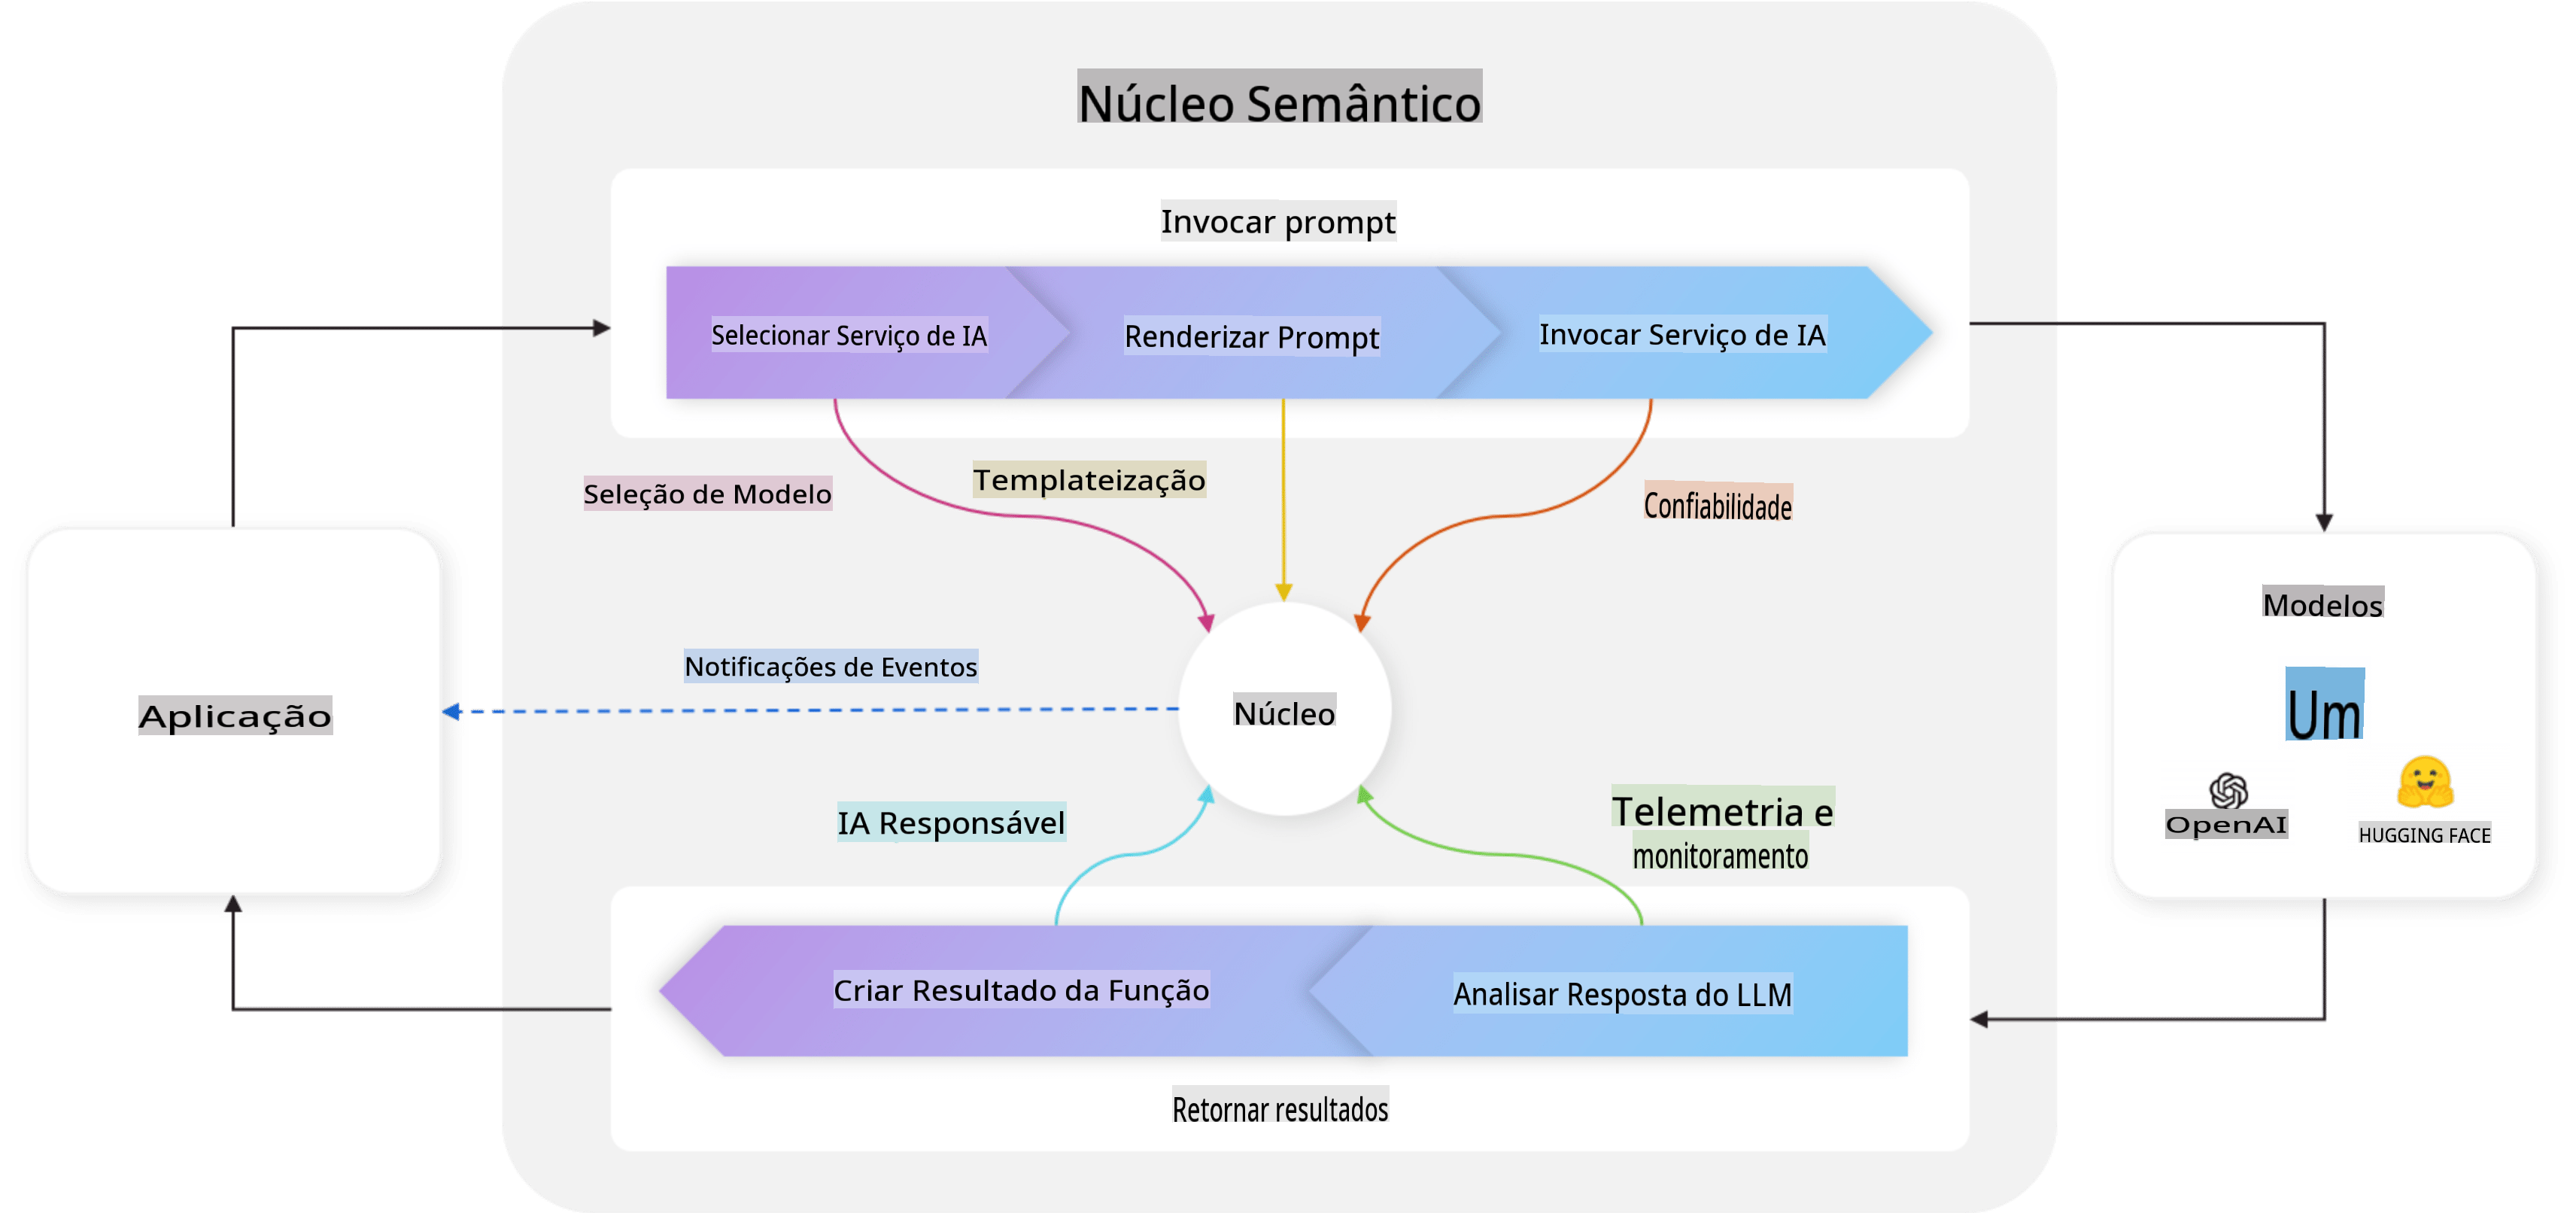 Núcleo Semântico
Invocar prompt
Selecionar Serviço de IA
Renderizar Prompt
Invocar Serviço de IA
Seleção de Modelo
Templateização
Confiabilidade
Modelos
Notificações de Eventos
Aplicação
Núcleo
Um
OpenAI
HUGGING FACE
IA Responsável
Telemetria e
monitoramento
Criar Resultado da Função
Analisar Resposta do LLM
Retornar resultados